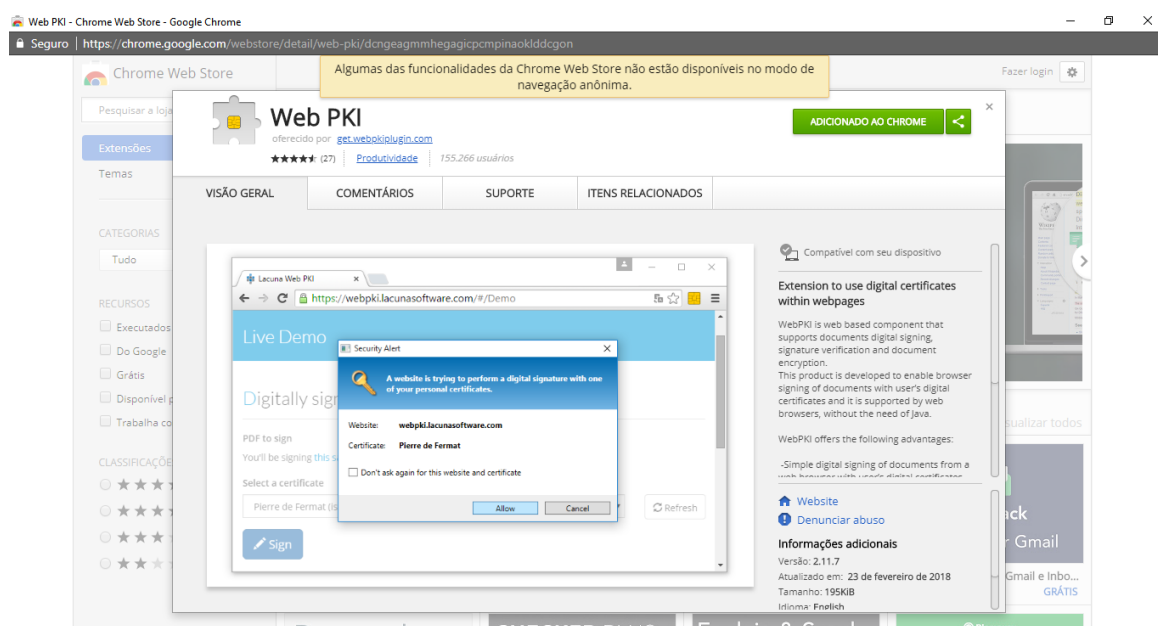 Web PKI - Chrome Web Store - Google Chrome
Seguro | https://chrome.google.com/webstore/detail/web-pki/dcngeagmmhegagicpcmpinaoklddcgon
Algumas das funcionalidades da Chrome Web Store não estão disponíveis no modo de
navegação anônima.
Chrome Web Store
Fazer login
Pesquisar a loja
Extensões
Temas
CATEGORIAS
Tudo
RECURSOS
Executados
Do Google
Grátis
Disponível p
Trabalha co
CLASSIFICAÇÕE
Web PKI
oferecido por get.webpkiplugin.com
(27)
Produtividade
155.266 usuários
ADICIONADO AO CHROME
VISÃO GERAL
COMENTÁRIOS
SUPORTE
ITENS RELACIONADOS
Lacuna Web PKI
https://webpki.lacunasoftware.com/#/Demo
Live Demo
Security Alert
A website is trying to perform a digital signature with one
of your personal certificates.
Website: webpki.lacunasoftware.com
Certificate: Pierre de Fermat
Don't ask again for this website and certificate
Allow
Cancel
Digitally sig
PDF to sign
You'll be signing this s
Select a certificate
Pierre de Fermat (is
Refresh
Sign
Compatível com seu dispositivo
Extension to use digital certificates
within webpages
WebPKI is web based component that
supports documents digital signing,
signature verification and document
encryption.
This product is developed to enable browser
signing of documents with user's digital
certificates and it is supported by web
browsers, without the need of Java.
WebPKI offers the following advantages:
-Simple digital signing of documents from a
web browser with user's digital certificates
Website
Denunciar abuso
Informações adicionais
Versão: 2.11.7
Atualizado em: 23 de fevereiro de 2018
Tamanho: 195KiB
Idioma: English
sualizar todos
ack
r Gmail
Gmail e Inbo...
GRÁTIS